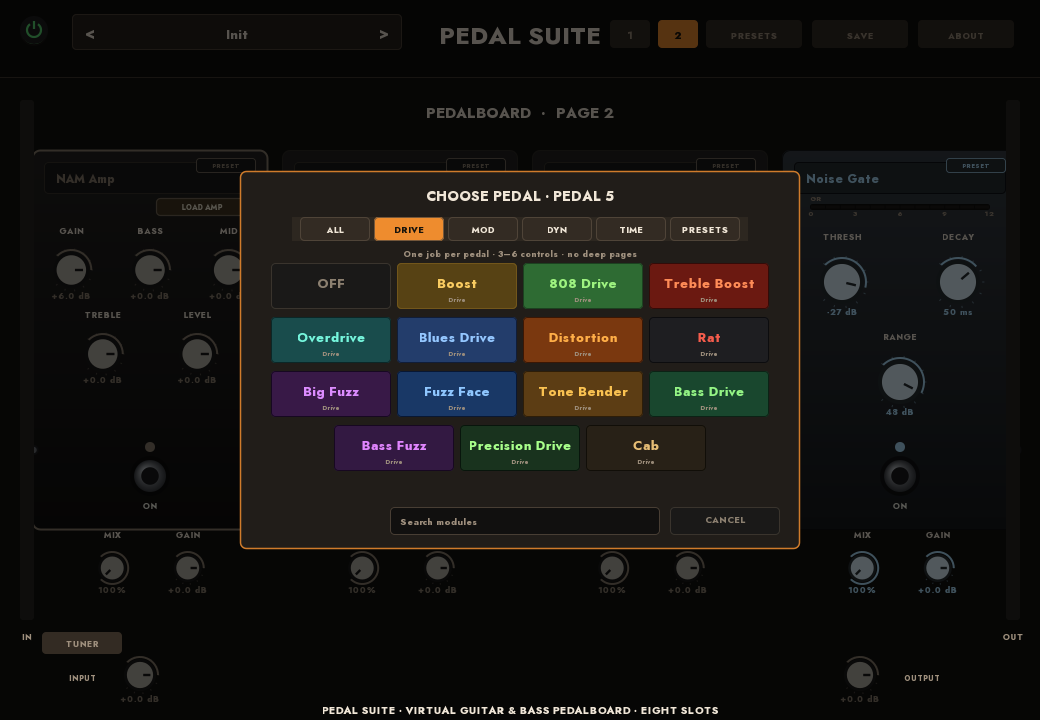 < Init > PEDAL SUITE 1 2 PRESETS SAVE ABOUT
PEDALBOARD · PAGE 2
PRESET PRESET PRESET PRESET
NAM Amp Noise Gate
LOAD AMP
GAIN BASS MID
+6.0 dB +0.0 dB
TREBLE LEVEL
+0.0 dB +0.0 dB
ON
CHOOSE PEDAL · PEDAL 5
ALL DRIVE MOD DYN TIME PRESETS
One job per pedal · 3–6 controls · no deep pages
OFF
Boost
Drive
808 Drive
Drive
Treble Boost
Drive
Overdrive
Drive
Blues Drive
Drive
Distortion
Drive
Rat
Drive
Big Fuzz
Drive
Fuzz Face
Drive
Tone Bender
Drive
Bass Drive
Drive
Bass Fuzz
Drive
Precision Drive
Drive
Cab
Drive
Search modules CANCEL
GR
0 3 6 9 12
THRESH DECAY
-27 dB 50 ms
RANGE
48 dB
ON
MIX GAIN MIX GAIN
100% +0.0 dB 100% +0.0 dB 100% +0.0 dB 100% +0.0 dB
IN OUT
TUNER
INPUT OUTPUT
+0.0 dB +0.0 dB
PEDAL SUITE · VIRTUAL GUITAR & BASS PEDALBOARD · EIGHT SLOTS